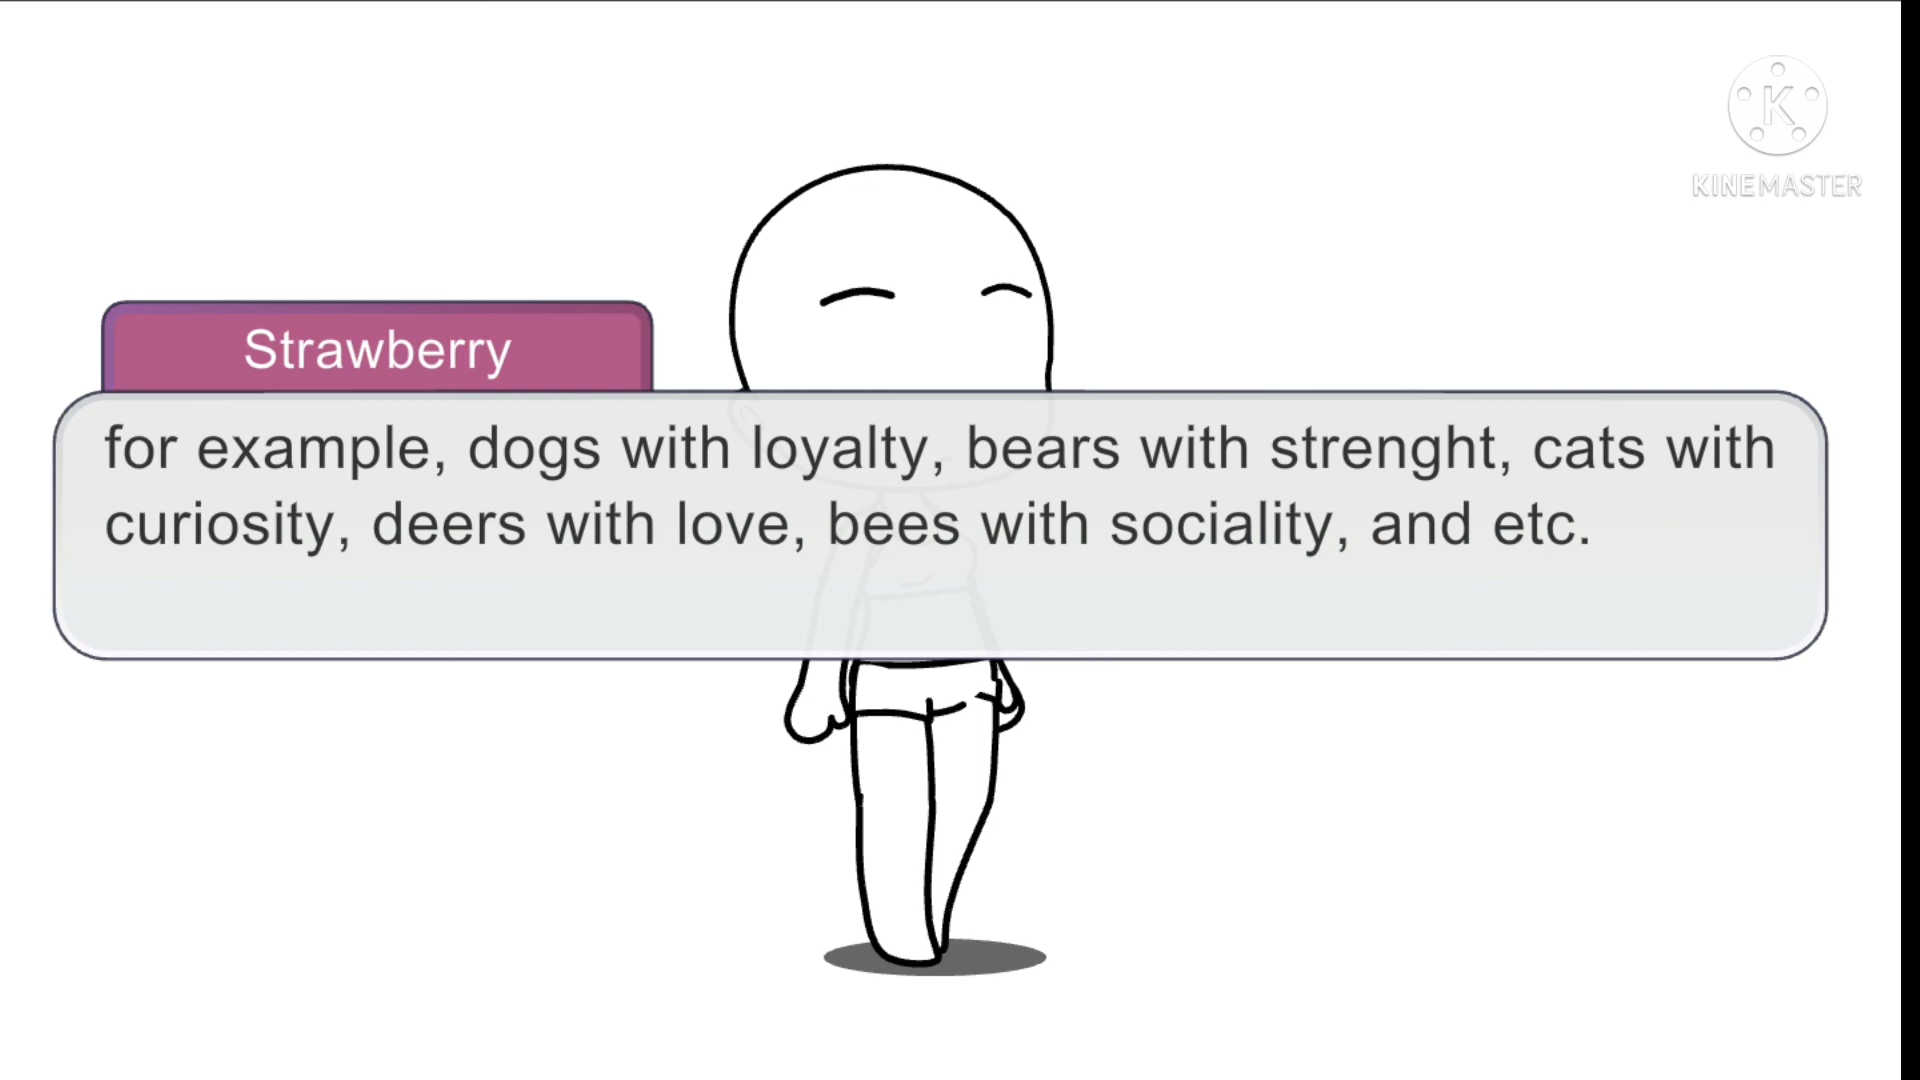 K
KINEMASTER
Strawberry
for example, dogs with loyalty, bears with strenght, cats with
curiosity, deers with love, bees with sociality, and etc.